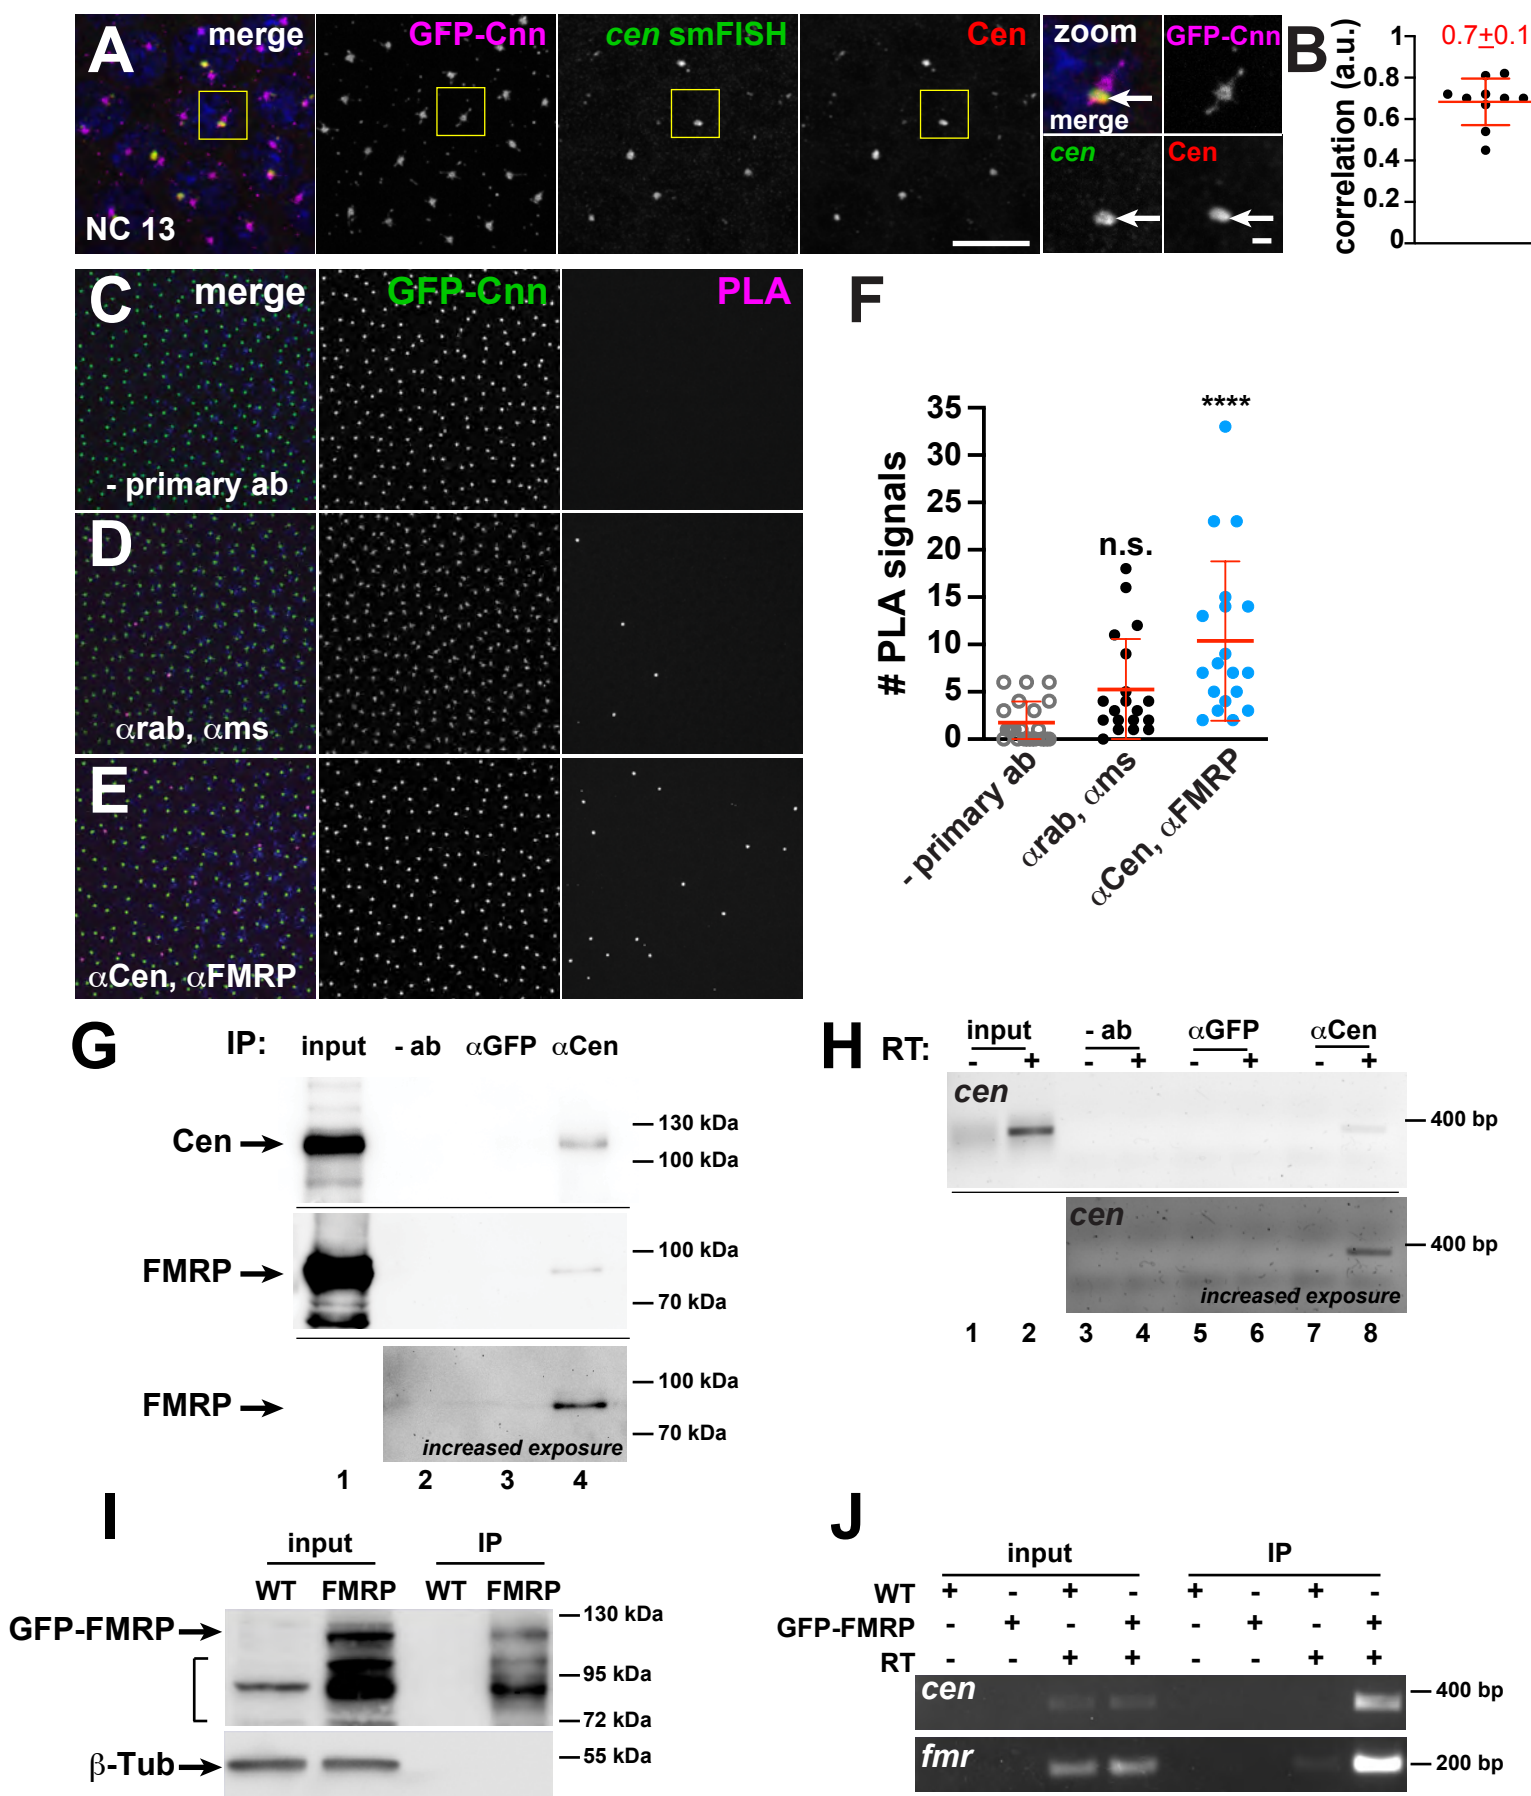 A
merge
GFP-Cnn
cen smFISH
Cen
zoom
GFP-Cnn
merge
cen
Cen
NC 13
B
0.7±0.1
correlation (a.u.)
1
0.8
0.6
0.4
0.2
0
C
merge
GFP-Cnn
PLA
- primary ab
D
αrab, αms
E
αCen, αFMRP
F
# PLA signals
35
30
25
20
15
10
5
0
n.s.
****
- primary ab
αrab, αms
αCen, αFMRP
G
IP: input - ab αGFP αCen
Cen
130 kDa
100 kDa
FMRP
100 kDa
70 kDa
FMRP
100 kDa
70 kDa
increased exposure
1 2 3 4
H
input - ab αGFP αCen
RT: - + - + - + - +
cen
400 bp
cen
400 bp
increased exposure
1 2 3 4 5 6 7 8
I
input IP
WT FMRP WT FMRP
GFP-FMRP
130 kDa
95 kDa
72 kDa
β-Tub
55 kDa
J
input IP
WT + - + - + - + -
GFP-FMRP - + - + - + - +
RT - - + + - - + +
cen
400 bp
fmr
200 bp